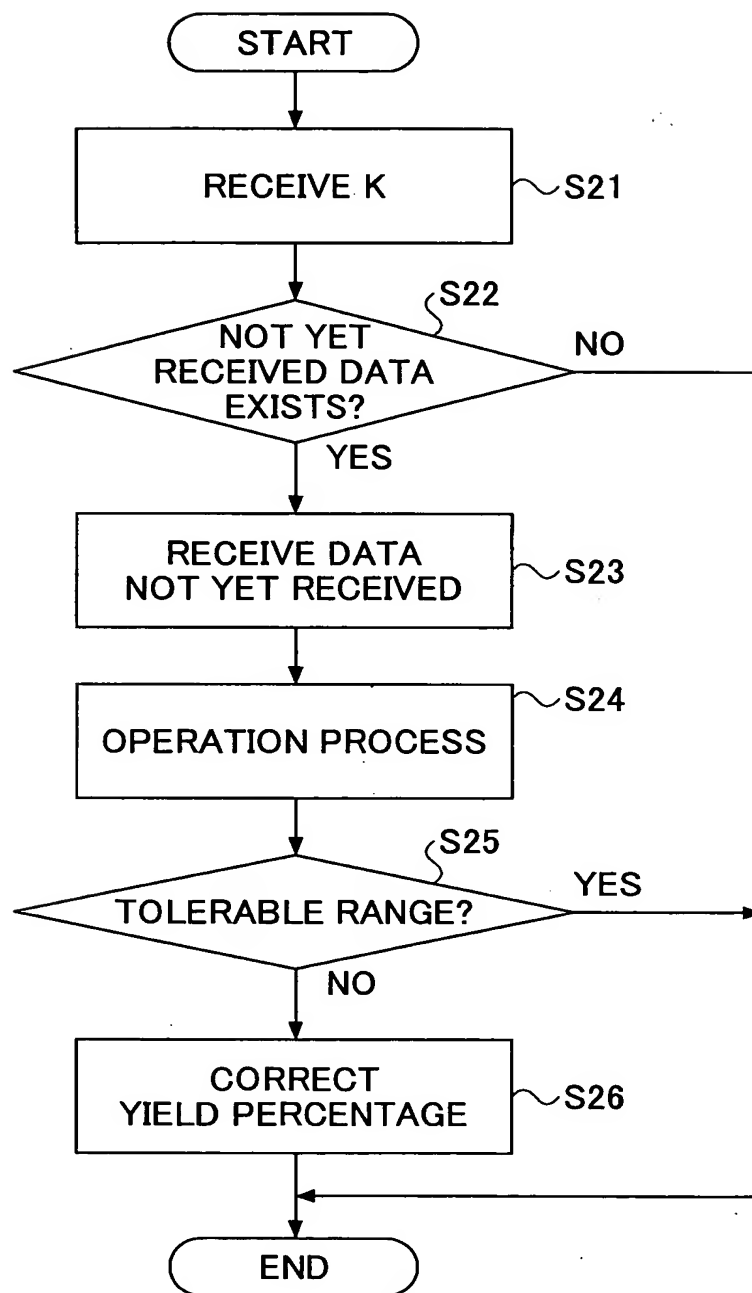 START
RECEIVE K
S21
S22
NOT YET
RECEIVED DATA
EXISTS?
NO
YES
RECEIVE DATA
NOT YET RECEIVED
S23
S24
OPERATION PROCESS
S25
TOLERABLE RANGE?
YES
NO
CORRECT
YIELD PERCENTAGE
S26
END